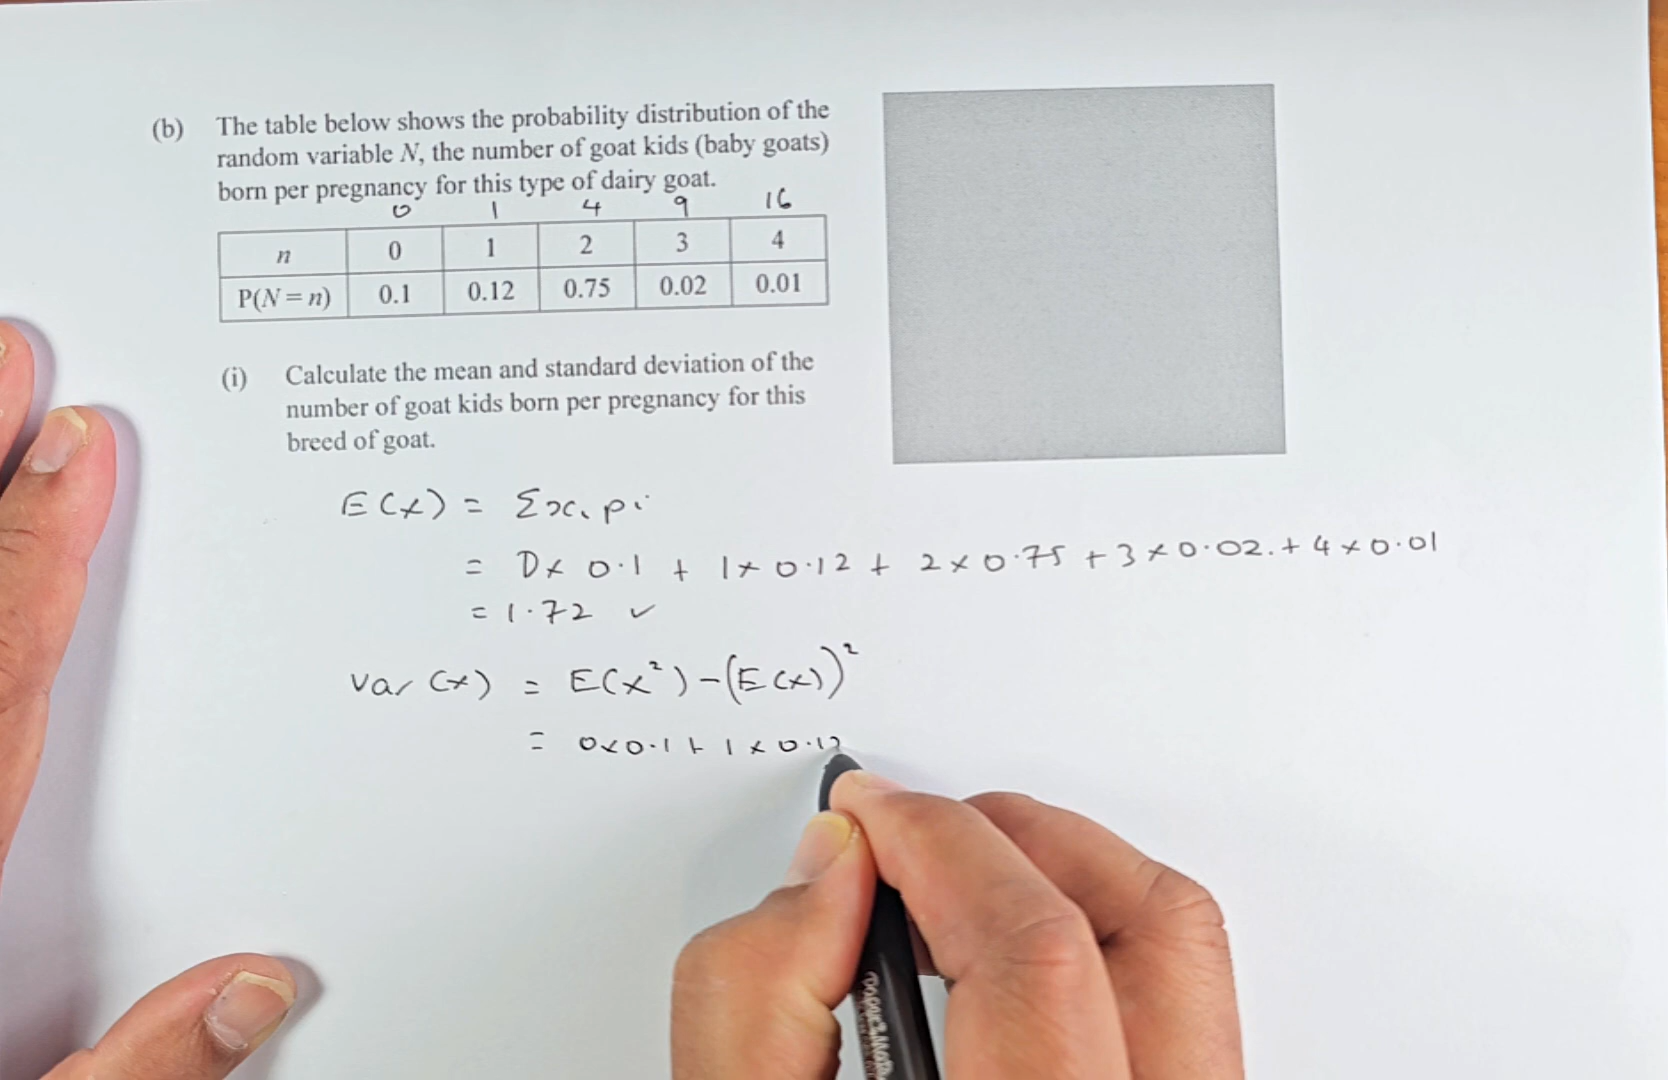 (b) The table below shows the probability distribution of the
random variable N, the number of goat kids (baby goats)
born per pregnancy for this type of dairy goat.
0 1 4 9 16
n 0 1 2 3 4
P(N = n) 0.1 0.12 0.75 0.02 0.01
(i) Calculate the mean and standard deviation of the
number of goat kids born per pregnancy for this
breed of goat.
E(x) = Σxi pi
= 0× 0.1 + 1× 0.12 + 2×0.75 + 3×0.02. + 4×0.01
= 1.72 ✓
Var (x) = E(x²) - (E(x))²
= 0×0.1 + 1×0.12